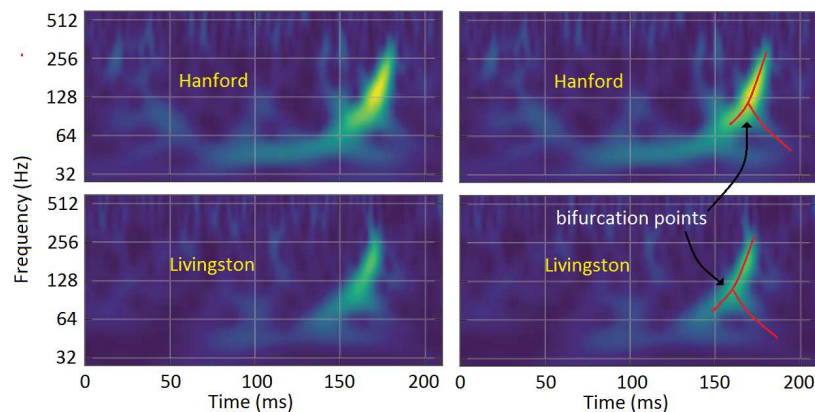 512
256
128
64
32
Hanford
Hanford
Frequency (Hz)
512
256
128
64
32
Livingston
bifurcation points
Livingston
0 50 100 150 200
0 50 100 150 200
Time (ms)
Time (ms)